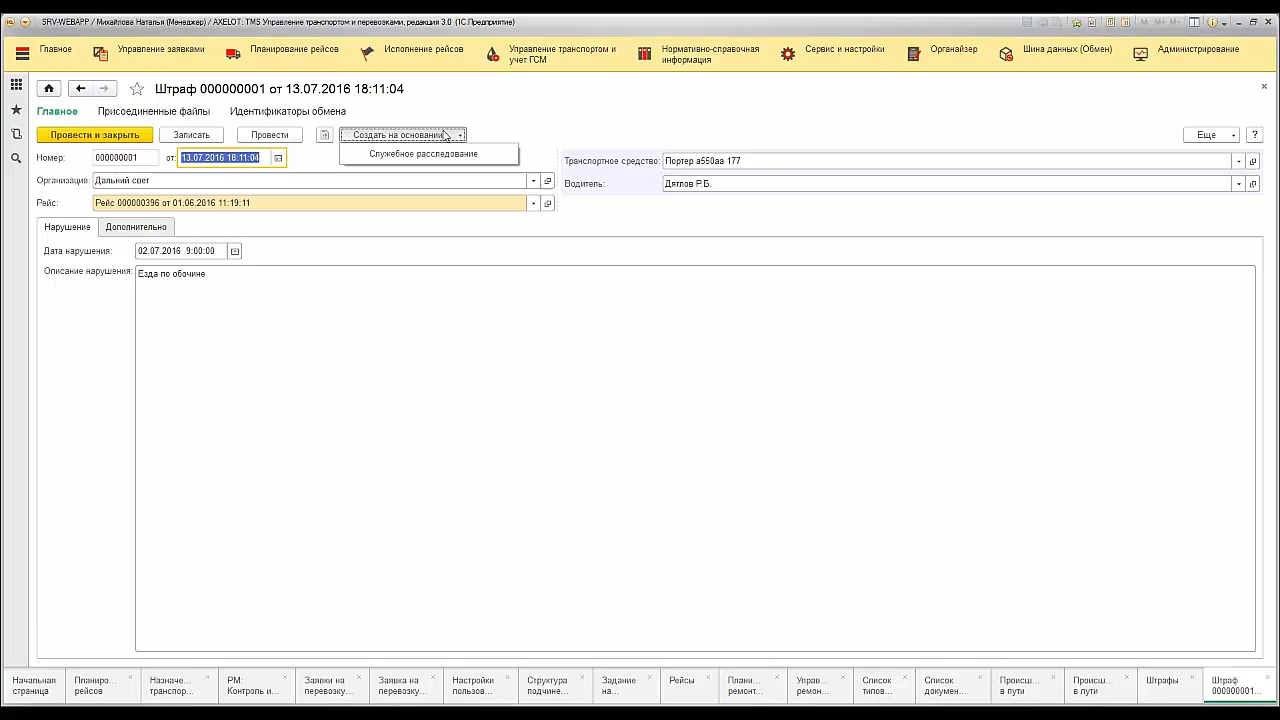 SRV-WEBAPP / Михайлова Наталья (Менеджер) / AXELOT: TMS Управление транспортом и перевозками, редакция 3.0 (1С:Предприятие)
M M+ M-
Главное
Управление заявками
Планирование рейсов
Исполнение рейсов
Управление транспортом и
учет ГСМ
Нормативно-справочная
информация
Сервис и настройки
Органайзер
Шина данных (Обмен)
Администрирование
Штраф 000000001 от 13.07.2016 18:11:04
Главное Присоединенные файлы Идентификаторы обмена
Провести и закрыть Записать Провести Создать на основании Еще ?
Служебное расследование
Номер: 000000001 от: 13.07.2016 18:11:04
Транспортное средство: Портер а550аа 177
Организация: Дальний свет
Водитель: Дятлов Р.Б.
Рейс: Рейс 000000396 от 01.06.2016 11:19:11
Нарушение Дополнительно
Дата нарушения: 02.07.2016 9:00:00
Описание нарушения: Езда по обочине
Начальная
страница
Планиро...
рейсов
Назначе...
транспор...
РМ:
Контроль и...
Заявки на
перевозку...
Заявка на
перевозку...
Настройки
пользов...
Структура
подчине...
Задание
на...
Рейсы
Плани...
ремонт...
Управ...
ремон...
Список
типов...
Список
докумен...
Происш...
в пути
Происш...
в пути
Штрафы
Штраф
000000001...